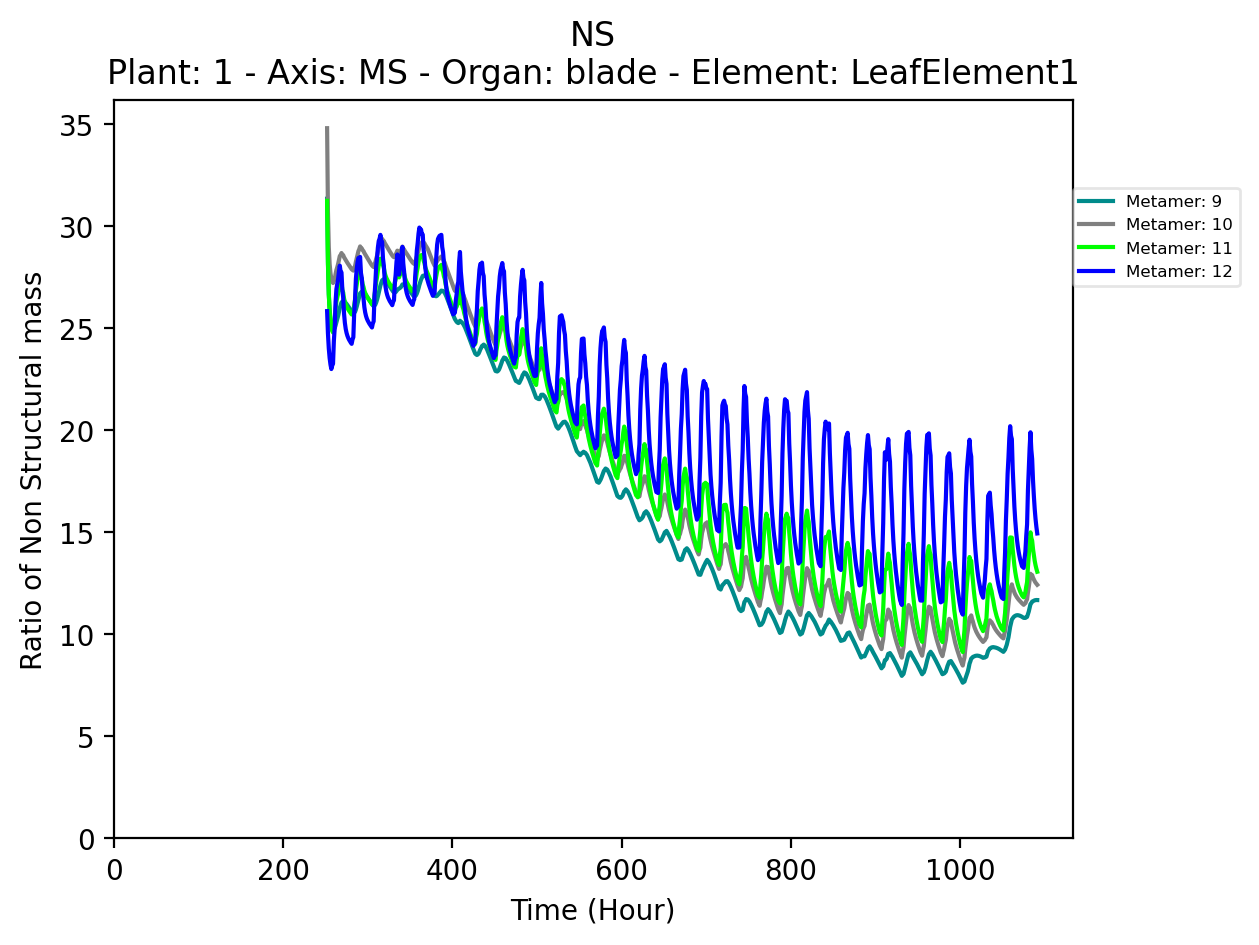 NS
Plant: 1 - Axis: MS - Organ: blade - Element: LeafElement1
35
30
25
20
15
10
5
0
Ratio of Non Structural mass
0 200 400 600 800 1000
Time (Hour)
Metamer: 9
Metamer: 10
Metamer: 11
Metamer: 12